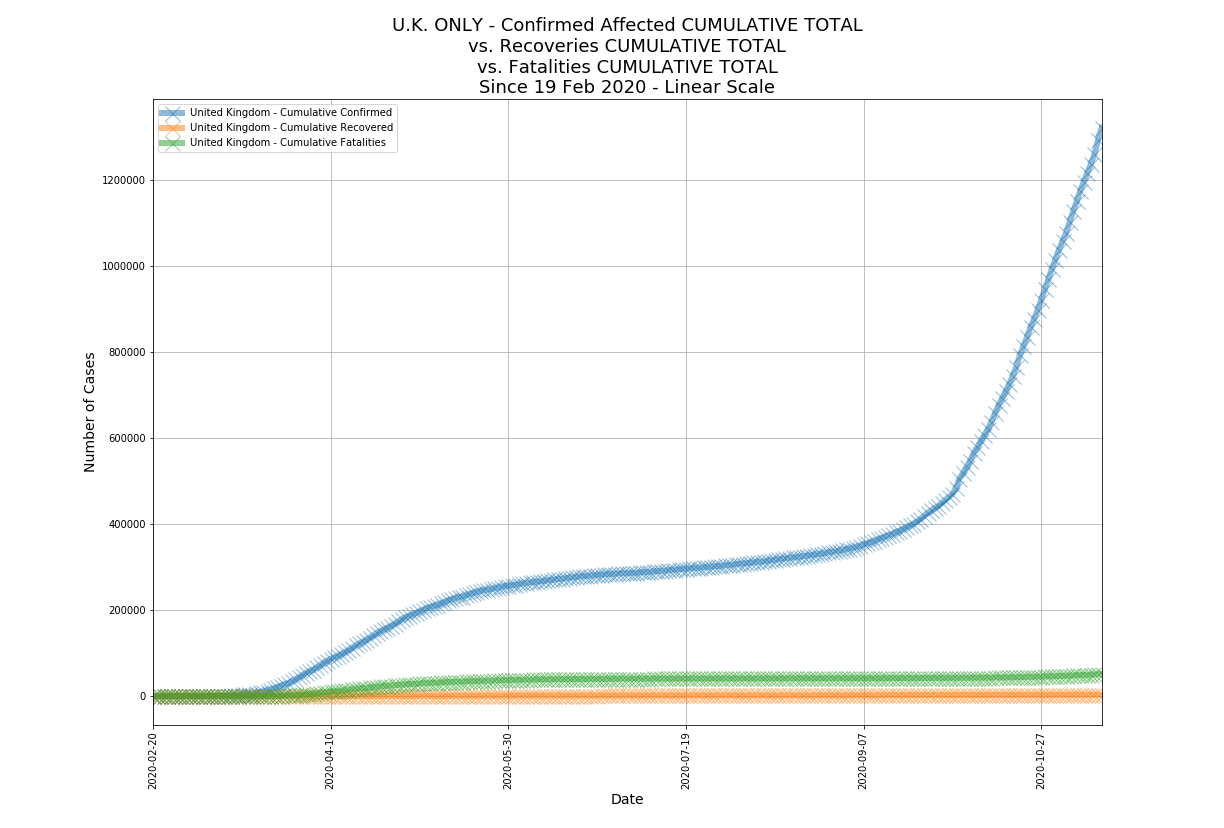 U.K. ONLY - Confirmed Affected CUMULATIVE TOTAL
vs. Recoveries CUMULATIVE TOTAL
vs. Fatalities CUMULATIVE TOTAL
Since 19 Feb 2020 - Linear Scale
United Kingdom - Cumulative Confirmed
United Kingdom - Cumulative Recovered
United Kingdom - Cumulative Fatalities
Number of Cases
1200000
1000000
800000
600000
400000
200000
0
2020-02-20
2020-04-10
2020-05-30
2020-07-19
2020-09-07
2020-10-27
Date